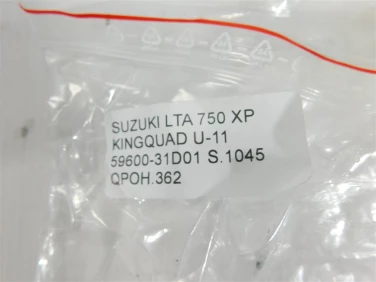 SUZUKI LTA 750 XP
KINGQUAD U-11
59600-31D01 S.1045
QPOH.362